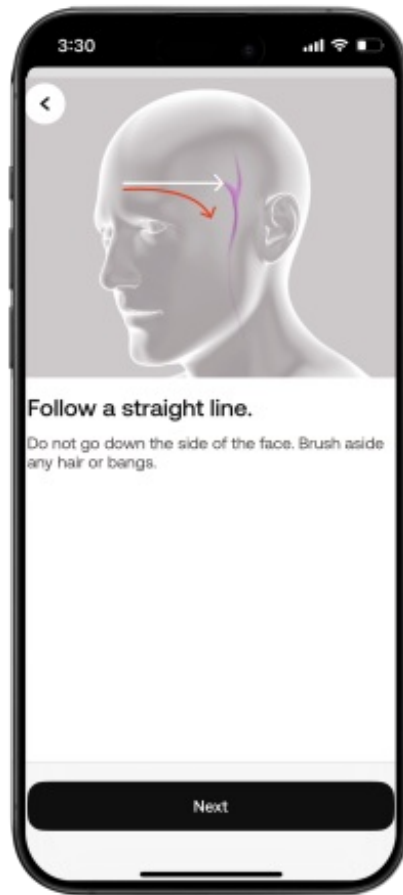 3:30
Follow a straight line.
Do not go down the side of the face. Brush aside
any hair or bangs.
Next